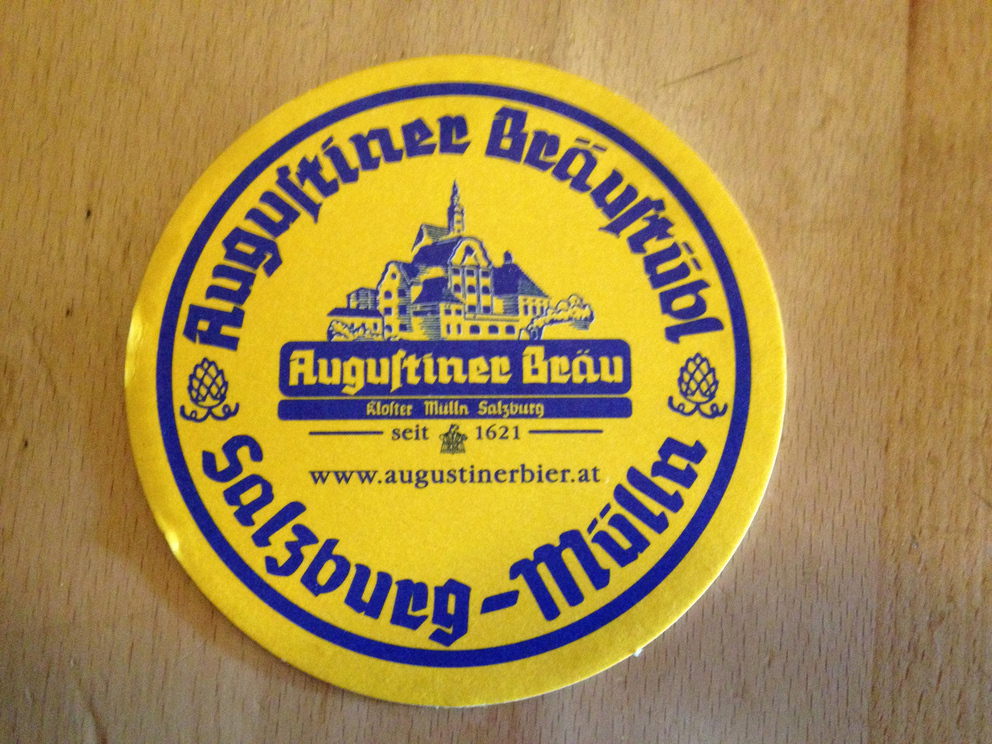 Auguſtiner Bräuſtübl
Auguſtiner Bräu
Kloſter Mülln Salzburg
seit 1621
www.augustinerbier.at
Salzburg-Mülln